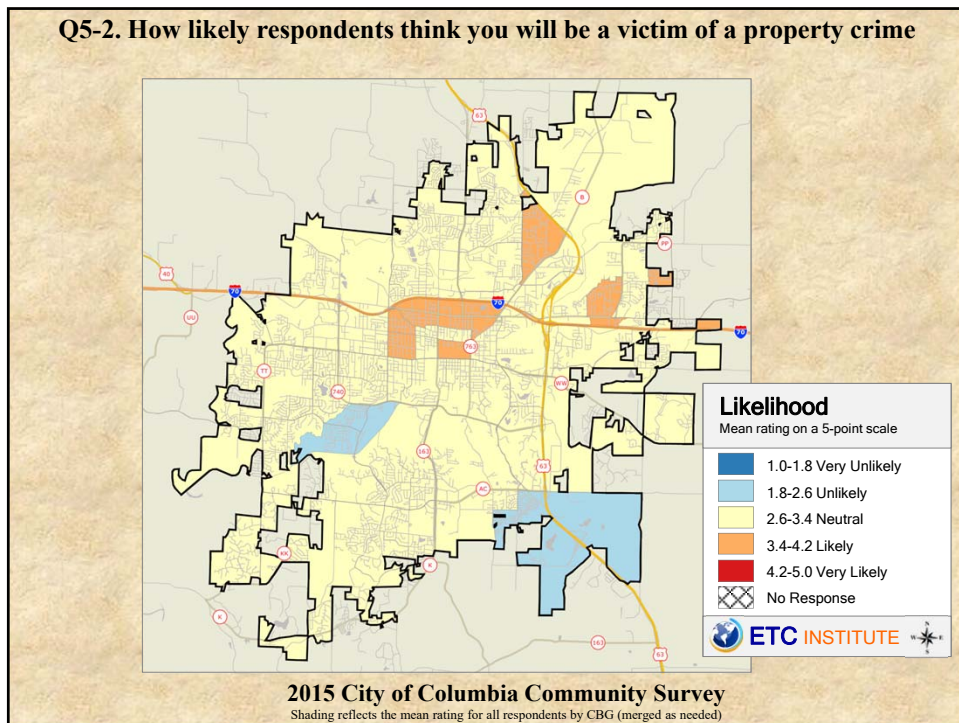 Q5-2. How likely respondents think you will be a victim of a property crime
63
B
PP
40
70
UU
70
70
763
TT
740
WW
163
63
AC
KK
K
K
163
63
Likelihood
Mean rating on a 5-point scale
1.0-1.8 Very Unlikely
1.8-2.6 Unlikely
2.6-3.4 Neutral
3.4-4.2 Likely
4.2-5.0 Very Likely
No Response
ETC INSTITUTE
N
W E
S
2015 City of Columbia Community Survey
Shading reflects the mean rating for all respondents by CBG (merged as needed)